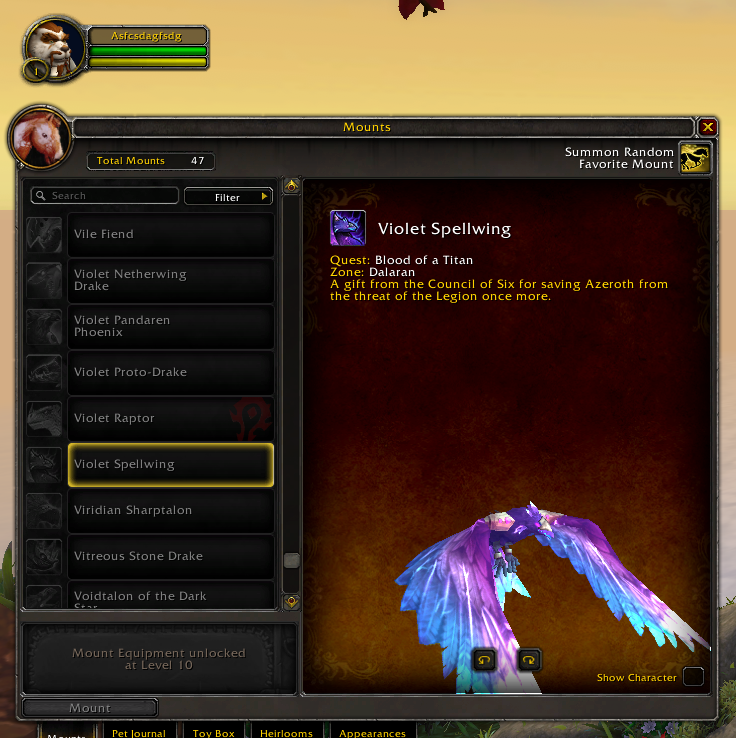 Asfcsdagfsdg
1
Mounts
Total Mounts 47
Summon Random
Favorite Mount
Search
Filter
Vile Fiend
Violet Netherwing
Drake
Violet Pandaren
Phoenix
Violet Proto-Drake
Violet Raptor
Violet Spellwing
Viridian Sharptalon
Vitreous Stone Drake
Voidtalon of the Dark
Star
Violet Spellwing
Quest: Blood of a Titan
Zone: Dalaran
A gift from the Council of Six for saving Azeroth from
the threat of the Legion once more.
Show Character
Mount Equipment unlocked
at Level 10
Mount
Mounts
Pet Journal
Toy Box
Heirlooms
Appearances